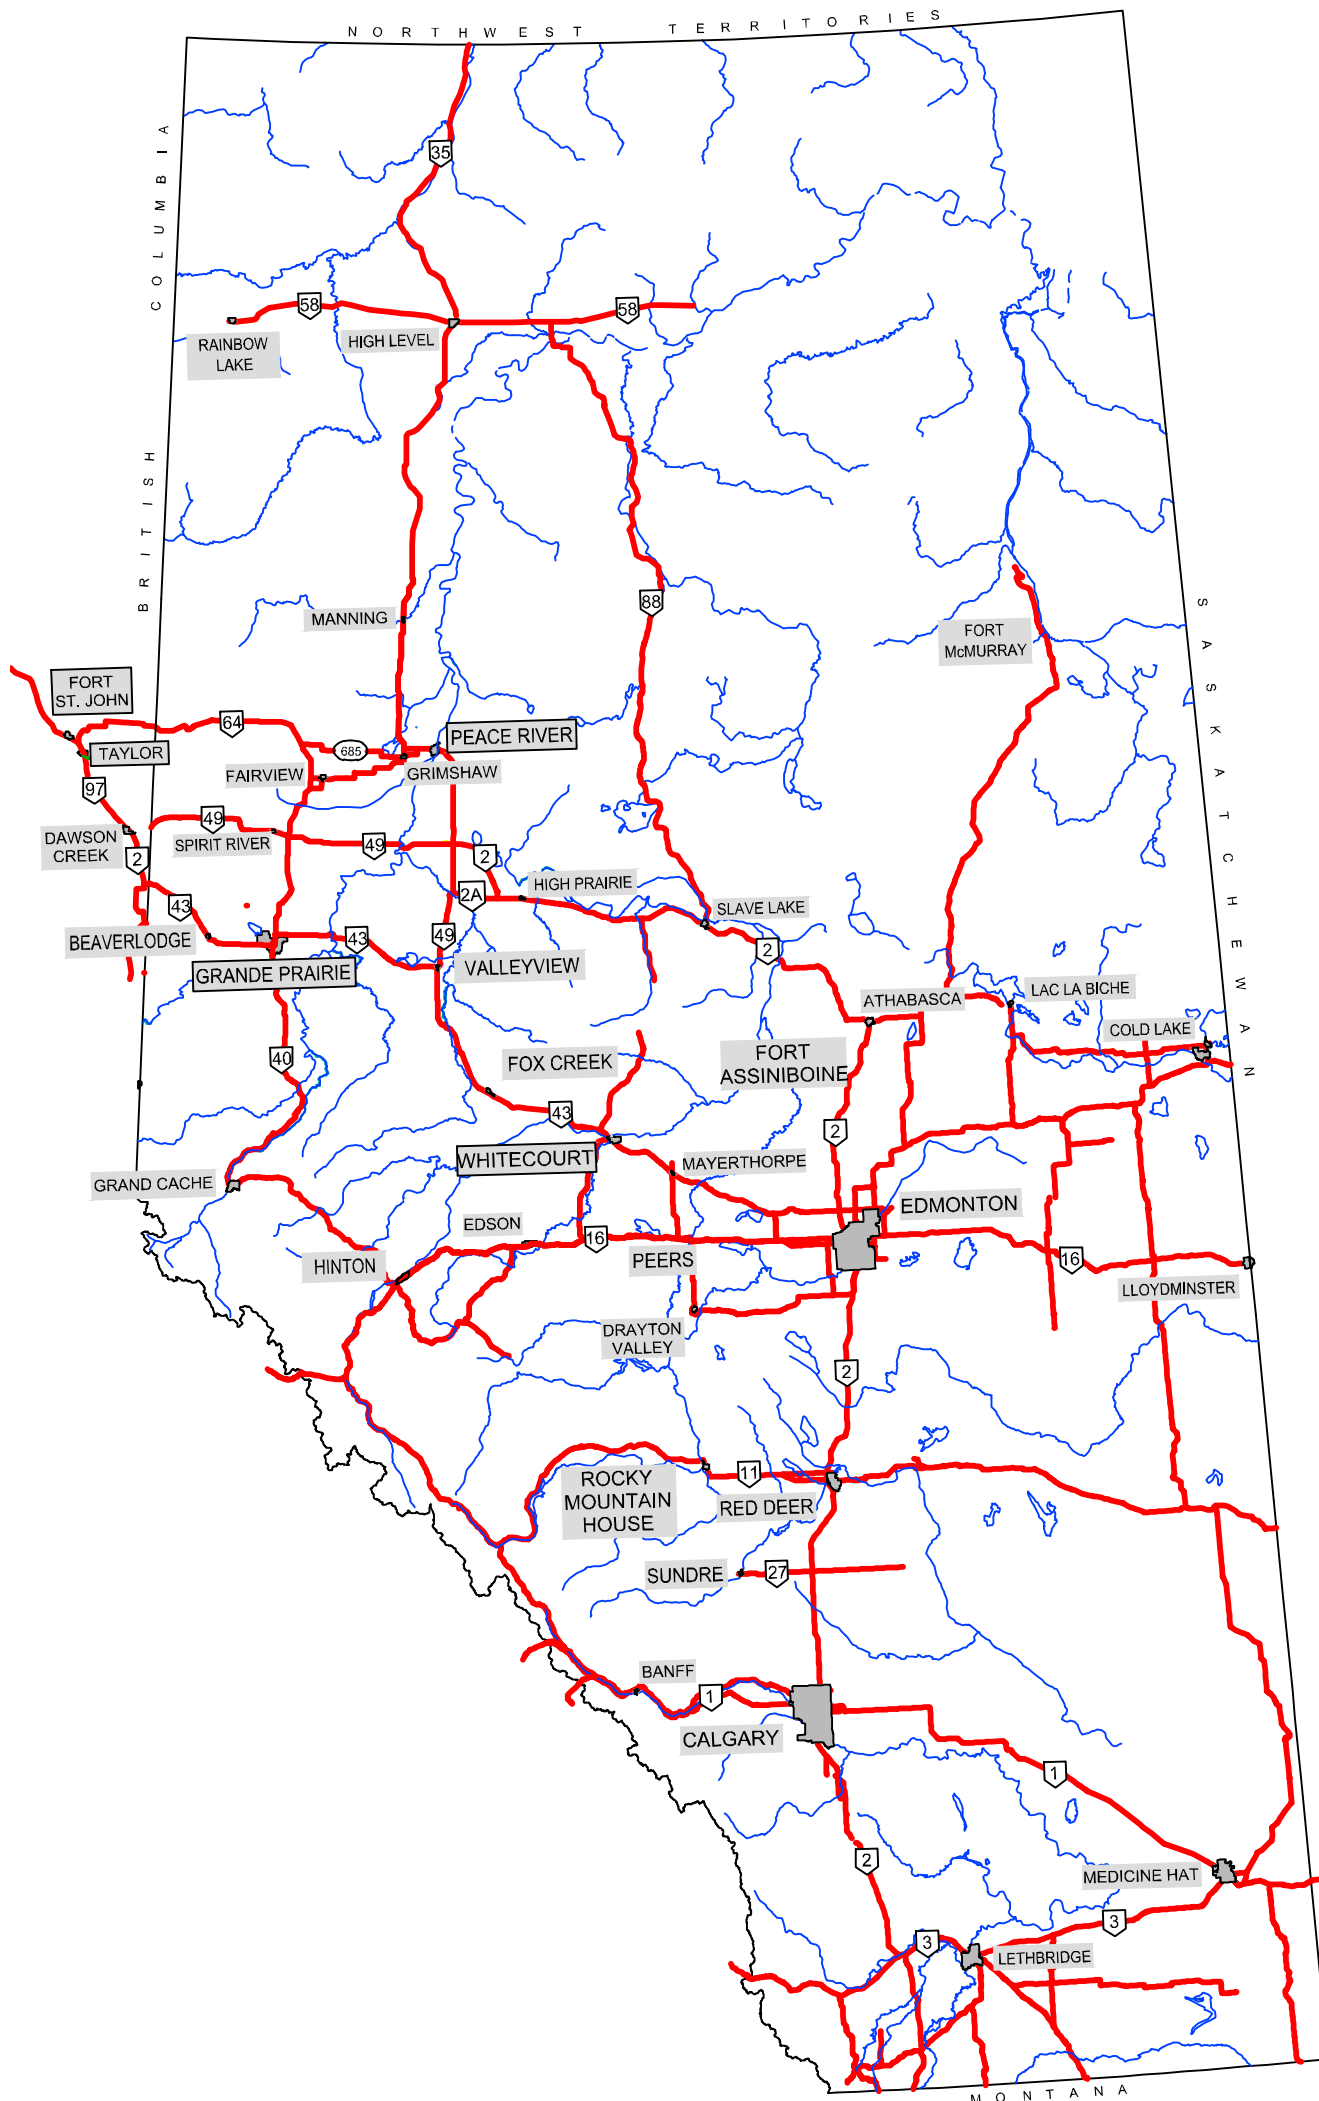 NORTHWEST TERRITORIES
BRITISH COLUMBIA
SASKATCHEWAN
35
58
58
RAINBOW
LAKE
HIGH LEVEL
88
MANNING
FORT
McMURRAY
FORT
ST. JOHN
64
PEACE RIVER
TAYLOR
685
FAIRVIEW
GRIMSHAW
97
49
DAWSON
CREEK
SPIRIT RIVER
49
2
2
HIGH PRAIRIE
2A
43
SLAVE LAKE
BEAVERLODGE
43
49
2
GRANDE PRAIRIE
VALLEYVIEW
ATHABASCA
LAC LA BICHE
COLD LAKE
40
FOX CREEK
FORT
ASSINIBOINE
43
2
WHITECOURT
MAYERTHORPE
GRAND CACHE
EDMONTON
EDSON
16
HINTON
PEERS
16
LLOYDMINSTER
DRAYTON
VALLEY
2
ROCKY
MOUNTAIN
HOUSE
11
RED DEER
SUNDRE
27
BANFF
1
CALGARY
1
2
MEDICINE HAT
3
3
LETHBRIDGE
MONTANA